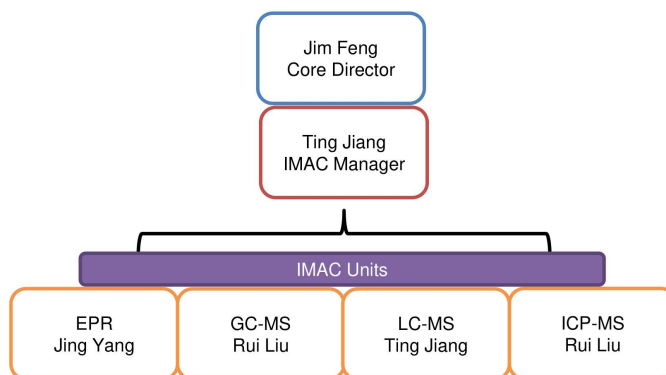 Jim Feng
Core Director
Ting Jiang
IMAC Manager
IMAC Units
EPR
Jing Yang
GC-MS
Rui Liu
LC-MS
Ting Jiang
ICP-MS
Rui Liu